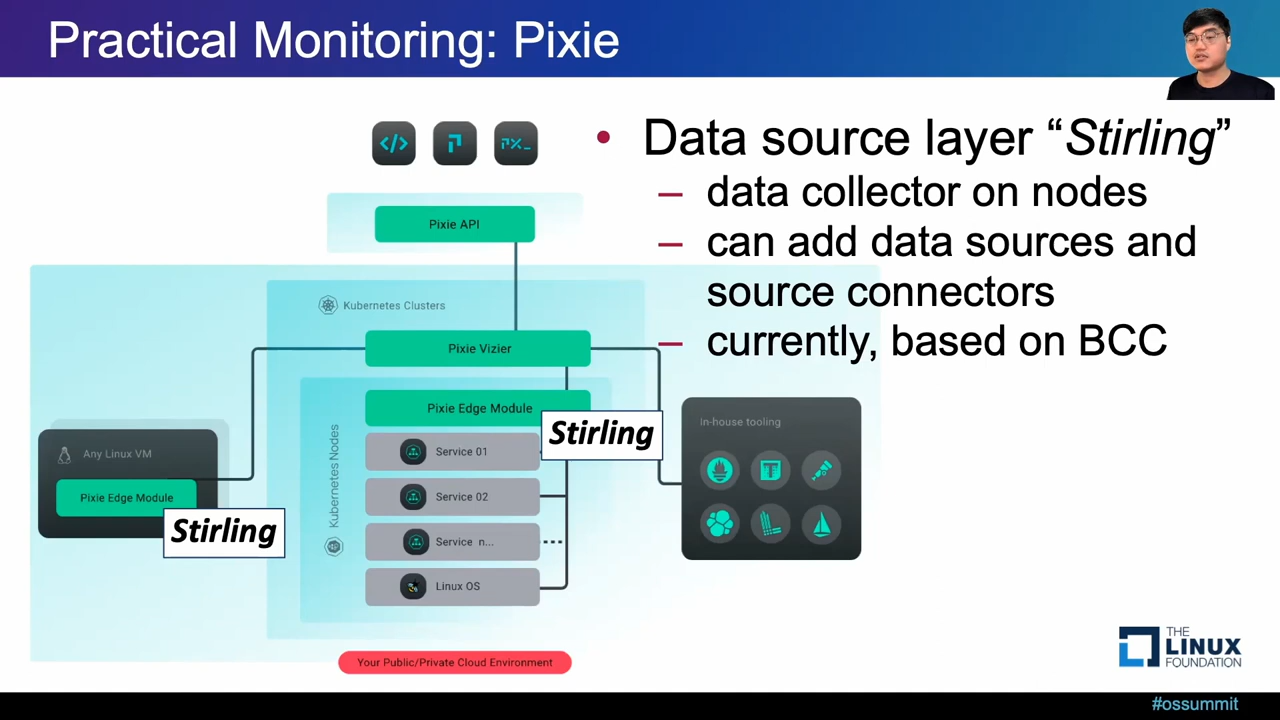 Practical Monitoring: Pixie
</>
PX_
• Data source layer “Stirling”
– data collector on nodes
– can add data sources and
source connectors
– currently, based on BCC
Pixie API
Kubernetes Clusters
Pixie Vizier
Pixie Edge Module
Stirling
Kubernetes Nodes
Service 01
Service 02
Service n...
Linux OS
Any Linux VM
Pixie Edge Module
Stirling
In-house tooling
Your Public/Private Cloud Environment
THE
LINUX
FOUNDATION
#ossummit